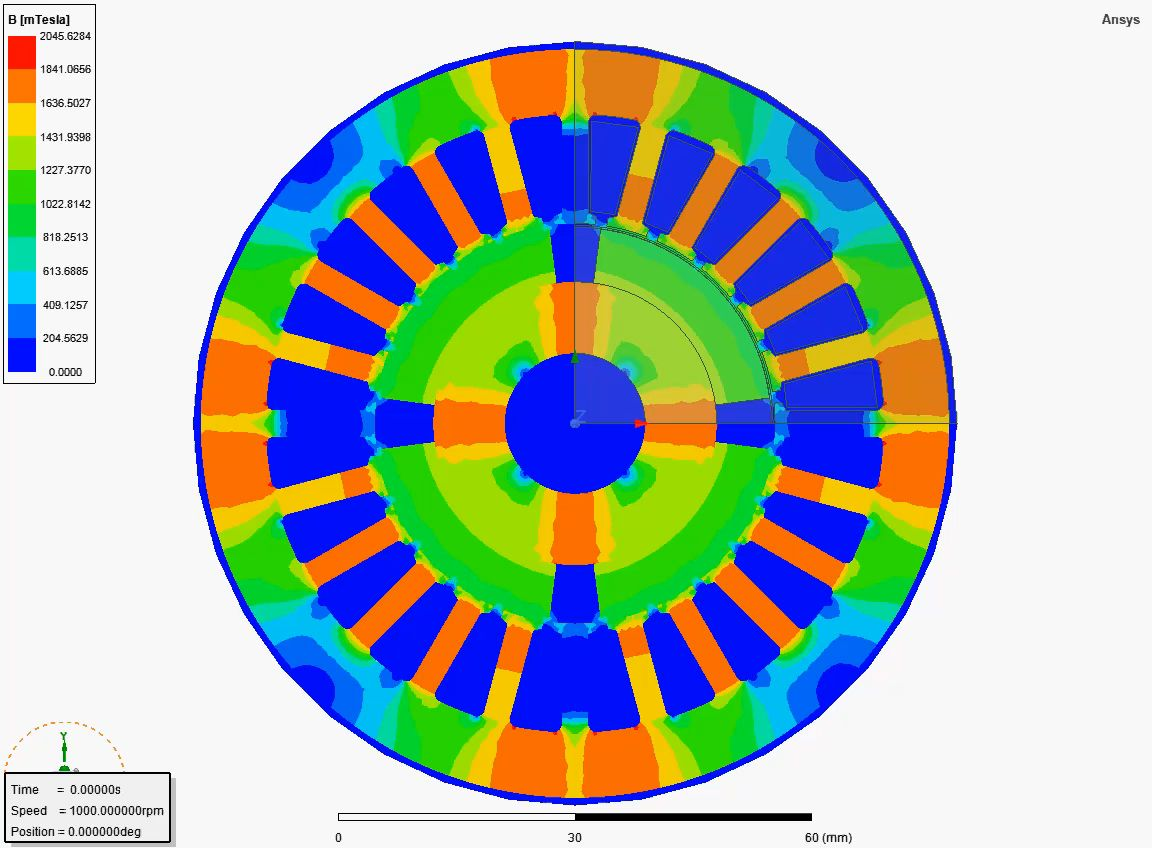 B [mTesla]
Ansys
2045.6284
1841.0656
1636.5027
1431.9398
1227.3770
1022.8142
818.2513
613.6885
409.1257
204.5629
0.0000
Z
Y
Time = 0.00000s
Speed = 1000.000000rpm
Position = 0.000000deg
0 30 60 (mm)